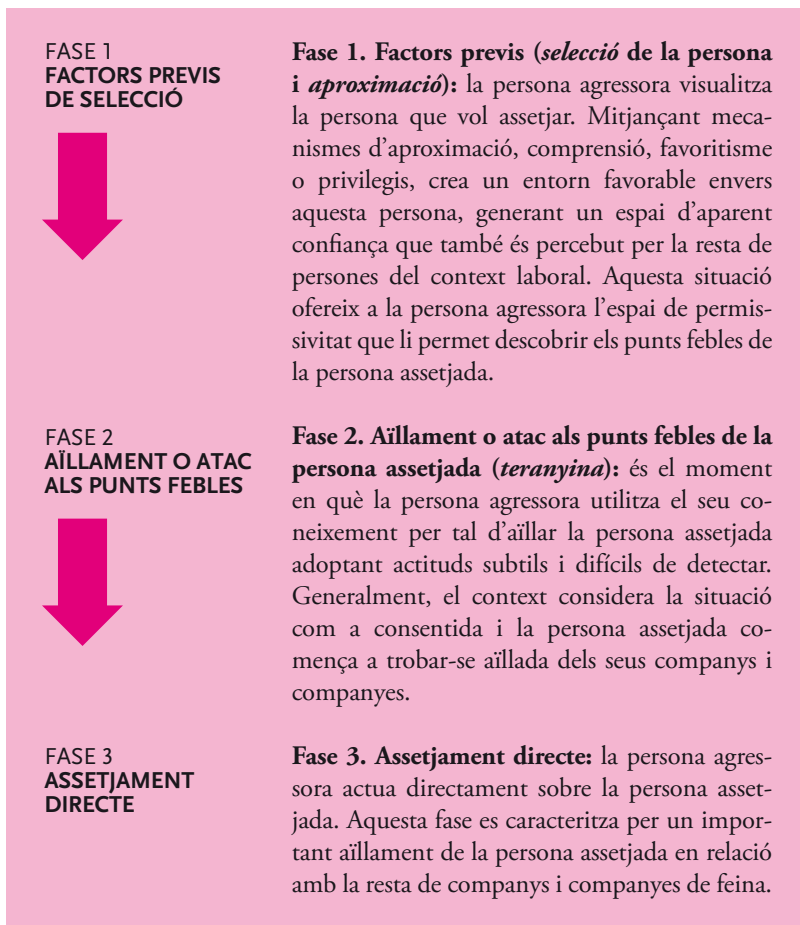 FASE 1
FACTORS PREVIS
DE SELECCIÓ
Fase 1. Factors previs (selecció de la persona
i aproximació): la persona agressora visualitza
la persona que vol assetjar. Mitjançant meca-
nismes d'aproximació, comprensió, favoritisme
o privilegis, crea un entorn favorable envers
aquesta persona, generant un espai d'aparent
confiança que també és percebut per la resta de
persones del context laboral. Aquesta situació
ofereix a la persona agressora l'espai de permis-
sivitat que li permet descobrir els punts febles de
la persona assetjada.
FASE 2
AÏLLAMENT O ATAC
ALS PUNTS FEBLES
Fase 2. Aïllament o atac als punts febles de la
persona assetjada (teranyina): és el moment
en què la persona agressora utilitza el seu co-
neixement per tal d'aïllar la persona assetjada
adoptant actituds subtils i difícils de detectar.
Generalment, el context considera la situació
com a consentida i la persona assetjada co-
mença a trobar-se aïllada dels seus companys i
companyes.
FASE 3
ASSETJAMENT
DIRECTE
Fase 3. Assetjament directe: la persona agres-
sora actua directament sobre la persona asset-
jada. Aquesta fase es caracteritza per un impor-
tant aïllament de la persona assetjada en relació
amb la resta de companys i companyes de feina.